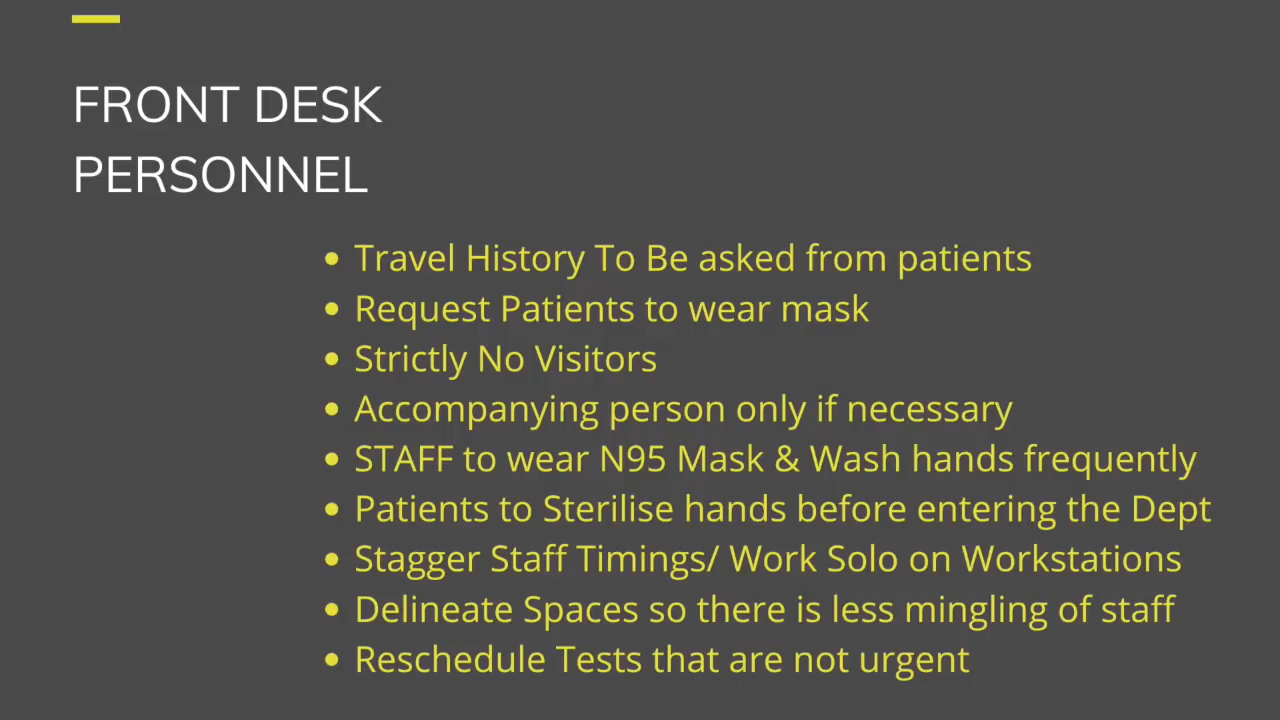 FRONT DESK
PERSONNEL
• Travel History To Be asked from patients
• Request Patients to wear mask
• Strictly No Visitors
• Accompanying person only if necessary
• STAFF to wear N95 Mask & Wash hands frequently
• Patients to Sterilise hands before entering the Dept
• Stagger Staff Timings/ Work Solo on Workstations
• Delineate Spaces so there is less mingling of staff
• Reschedule Tests that are not urgent